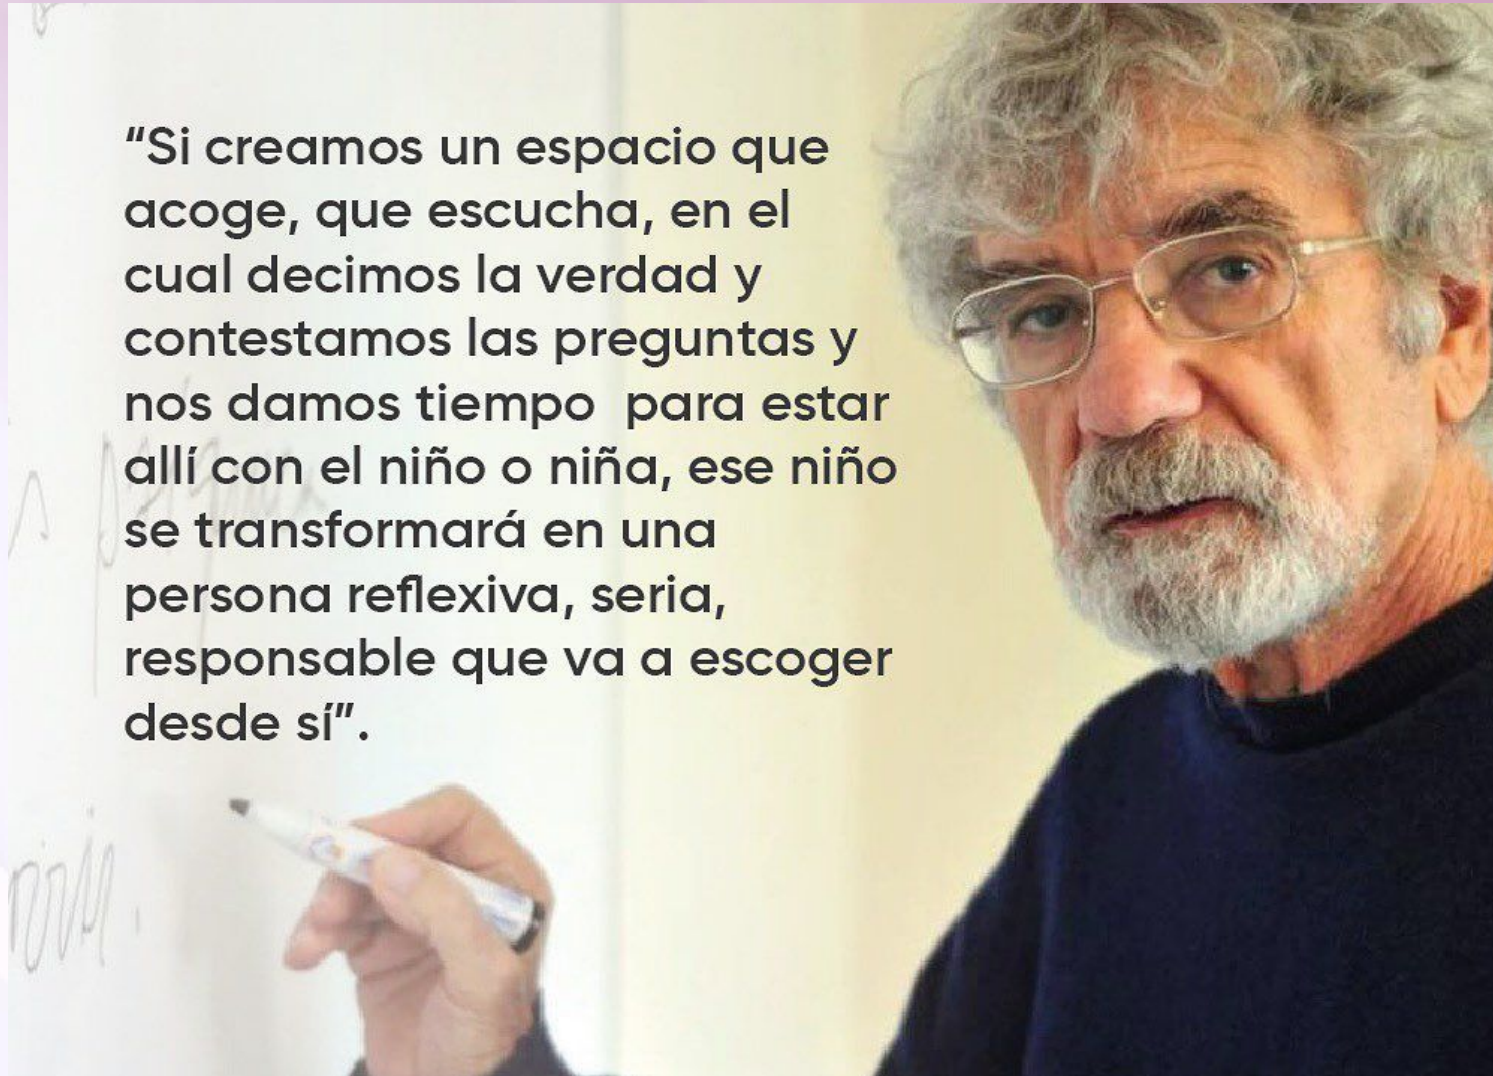 “Si creamos un espacio que
acoge, que escucha, en el
cual decimos la verdad y
contestamos las preguntas y
nos damos tiempo  para estar
allí con el niño o niña, ese niño
se transformará en una
persona reflexiva, seria,
responsable que va a escoger
desde sí”.